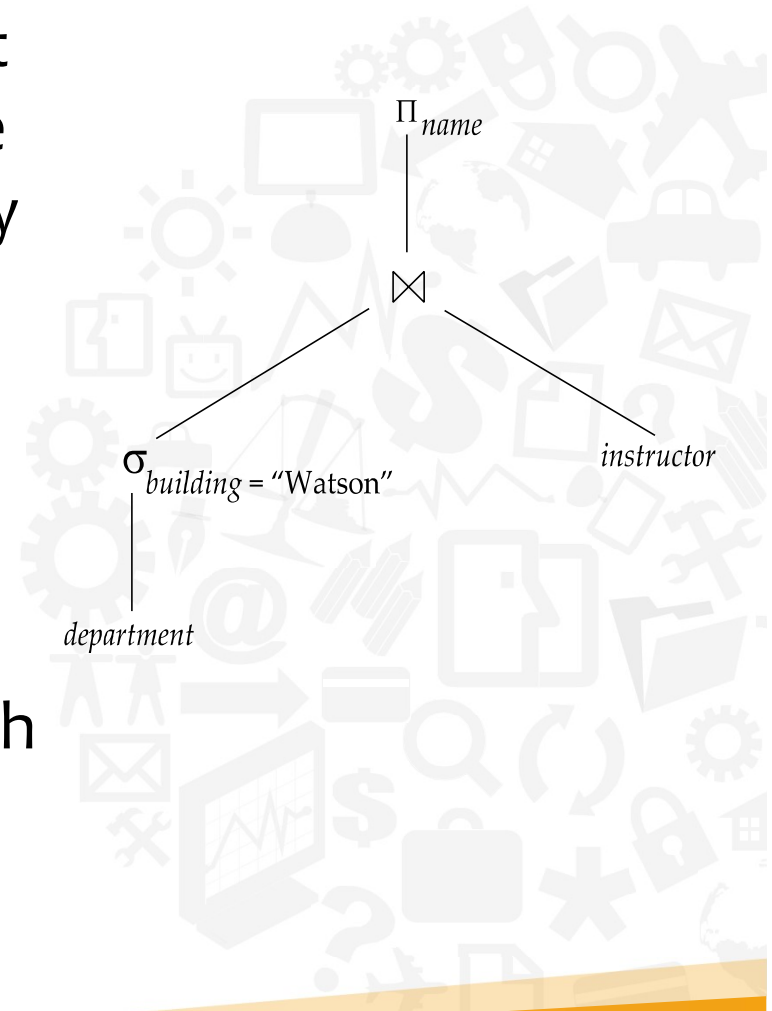 t
e
y
Π name
⋈
σ building = “Watson”
instructor
department
h